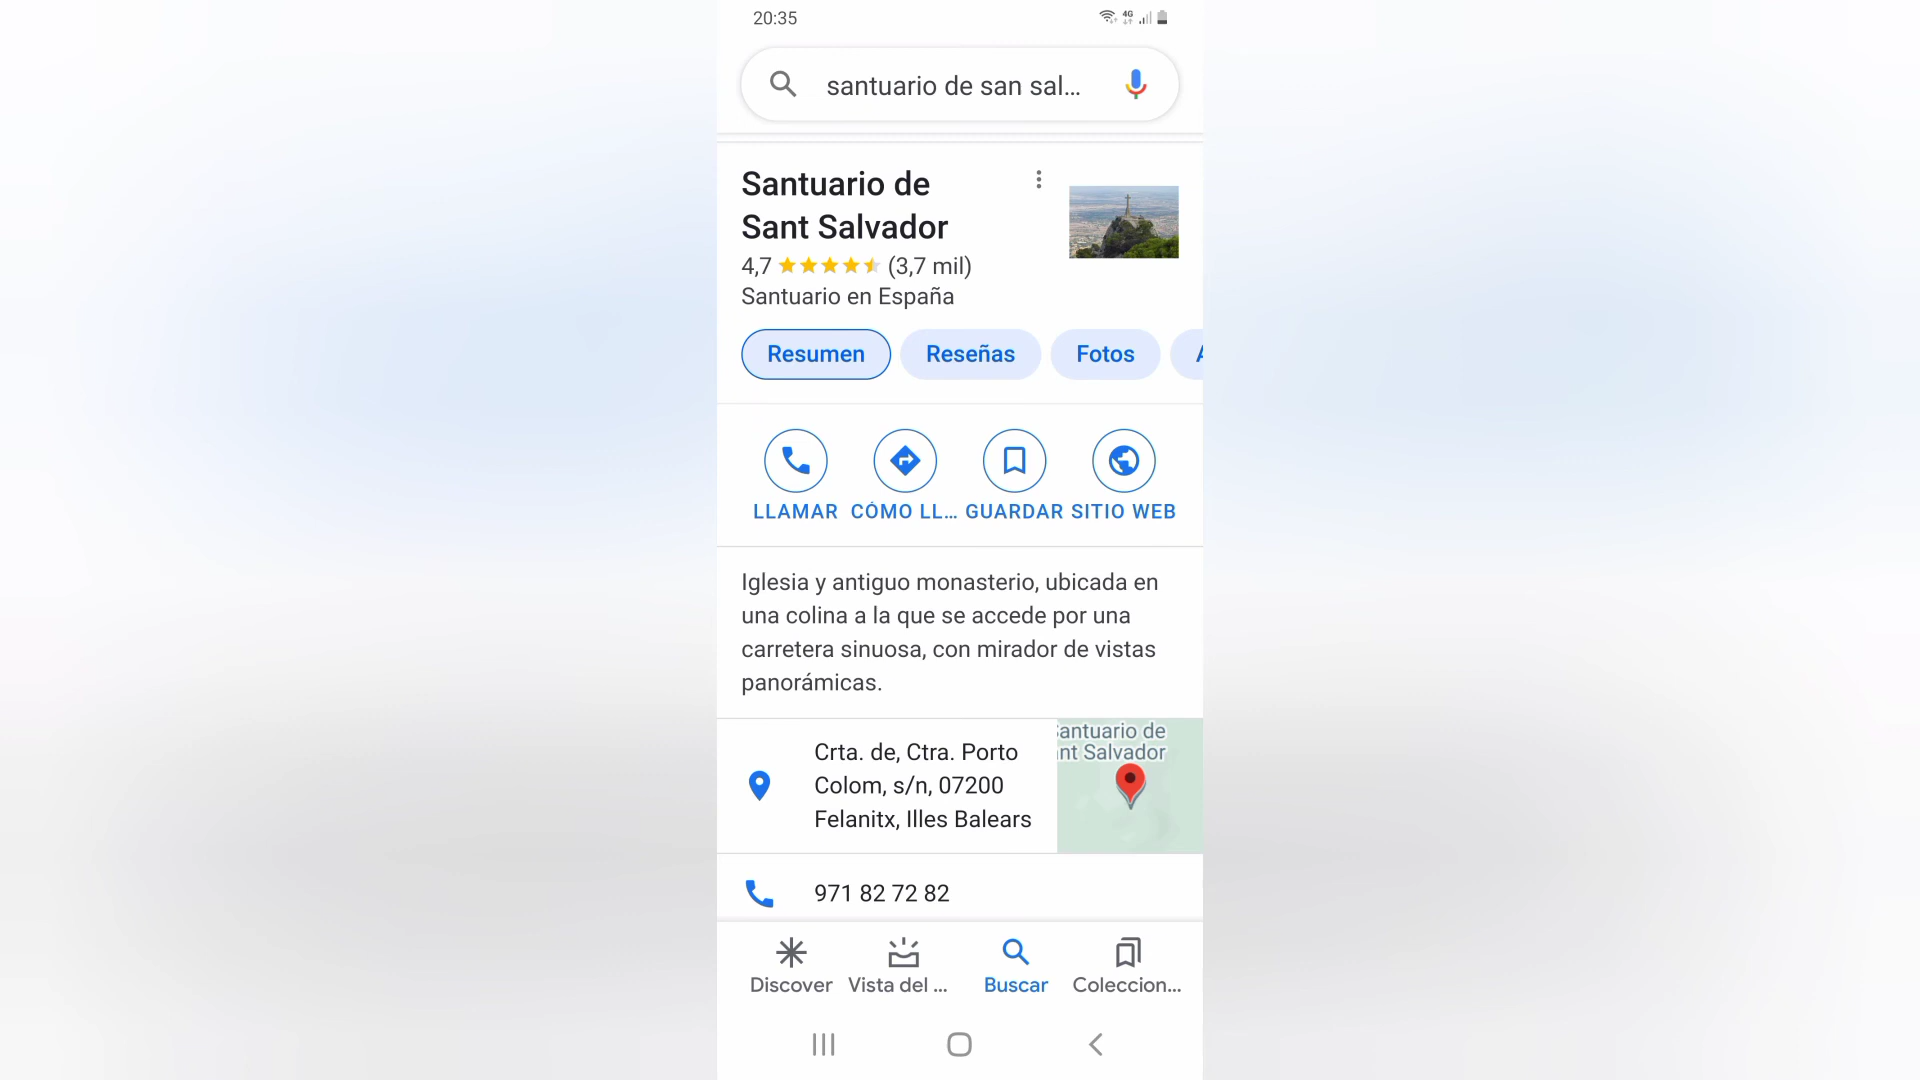 20:35
4G
santuario de san sal...
Santuario de
Sant Salvador
4,7 (3,7 mil)
Santuario en España
Resumen Reseñas Fotos
LLAMAR CÓMO LL... GUARDAR SITIO WEB
Iglesia y antiguo monasterio, ubicada en
una colina a la que se accede por una
carretera sinuosa, con mirador de vistas
panorámicas.
Crta. de, Ctra. Porto
Colom, s/n, 07200
Felanitx, Illes Balears
Santuario de
ant Salvador
971 82 72 82
Discover Vista del ... Buscar Coleccion...